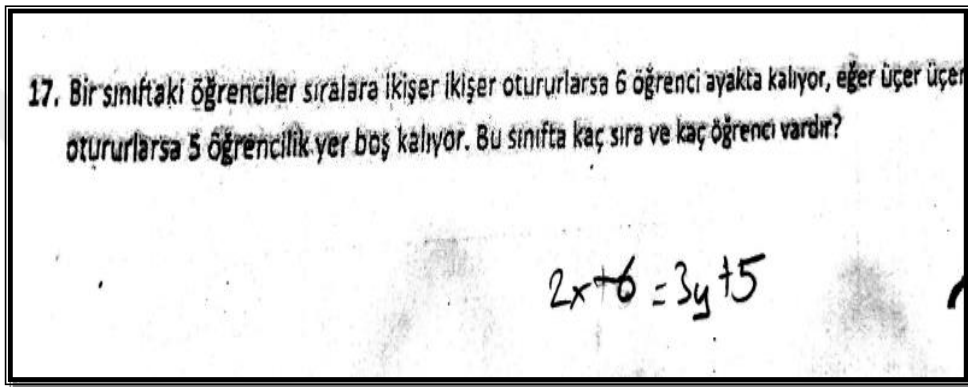 17. Bir sınıftaki öğrenciler sıralara ikişer ikişer otururlarsa 6 öğrenci ayakta kalıyor, eğer üçer üçer
oturursarsa 5 öğrencilik yer boş kalıyor. Bu sınıfta kaç sıra ve kaç öğrenci vardır?
2x+6=3y+5